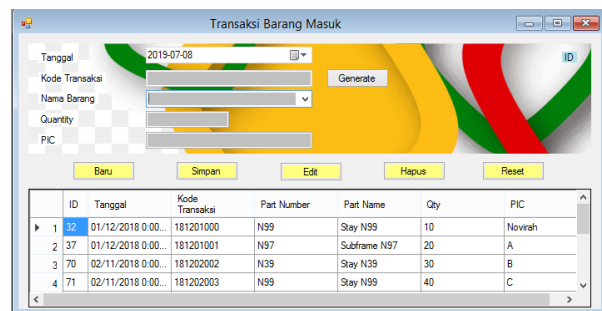 Transaksi Barang Masuk
Tanggal 2019-07-08 ID
Kode Transaksi Generate
Nama Barang
Quantity
PIC
Baru Simpan Edit Hapus Reset
ID Tanggal Kode Transaksi Part Number Part Name Qty PIC
1 32 01/12/2018 0:00... 181201000 N99 Stay N99 10 Novirah
2 37 01/12/2018 0:00... 181201001 N97 Subframe N97 20 A
3 70 02/11/2018 0:00... 181202002 N39 Stay N39 30 B
4 71 02/11/2018 0:00... 181202003 N99 Stay N99 40 C